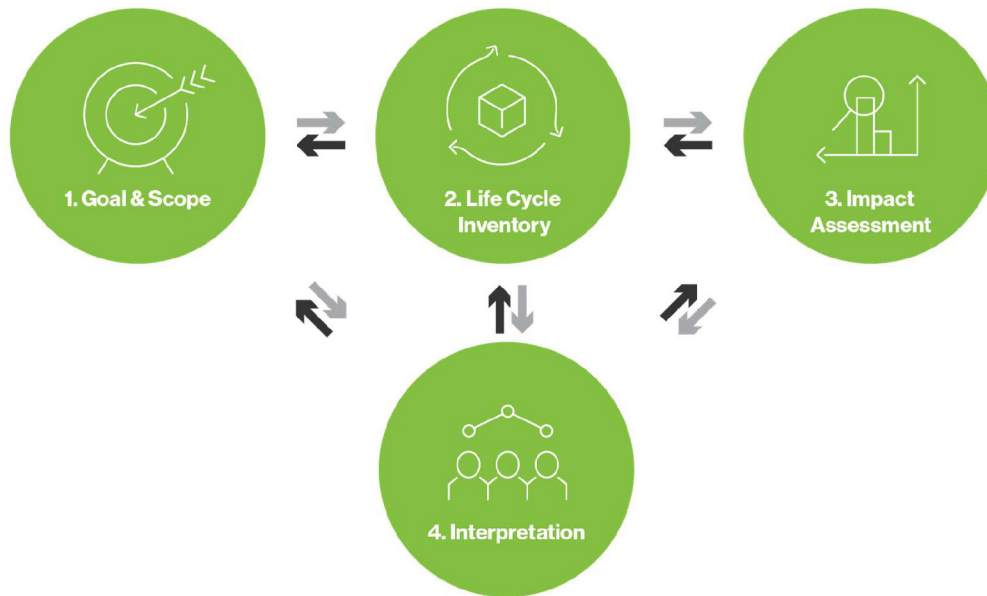 1. Goal & Scope
2. Life Cycle
Inventory
3. Impact
Assessment
4. Interpretation